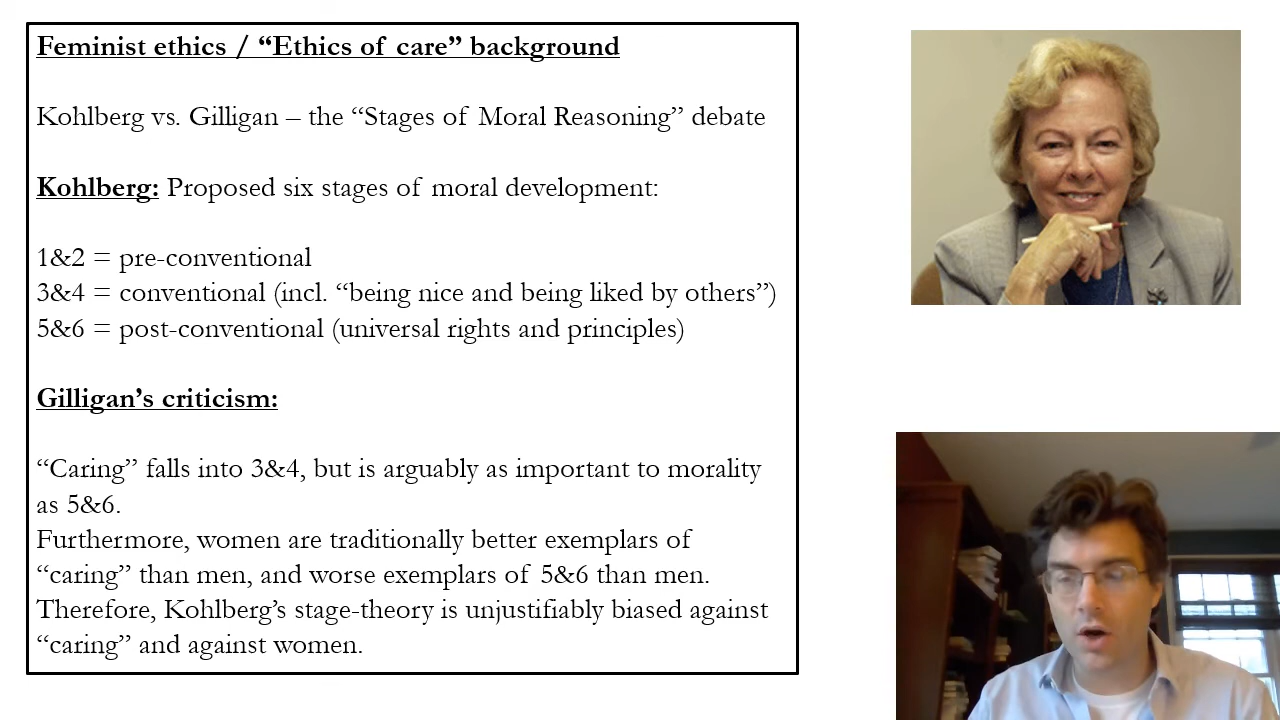 Feminist ethics / “Ethics of care” background
Kohlberg vs. Gilligan – the “Stages of Moral Reasoning” debate
Kohlberg: Proposed six stages of moral development:
1&2 = pre-conventional
3&4 = conventional (incl. “being nice and being liked by others”)
5&6 = post-conventional (universal rights and principles)
Gilligan’s criticism:
“Caring” falls into 3&4, but is arguably as important to morality
as 5&6.
Furthermore, women are traditionally better exemplars of
“caring” than men, and worse exemplars of 5&6 than men.
Therefore, Kohlberg’s stage-theory is unjustifiably biased against
“caring” and against women.